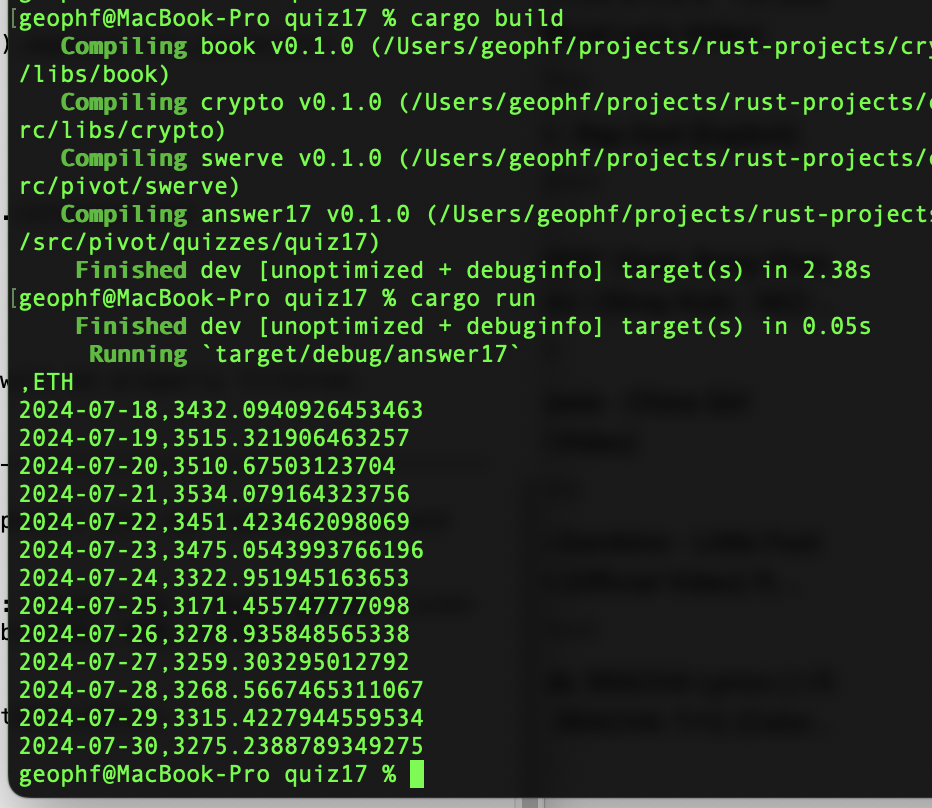 [geophf@MacBook-Pro quiz17 % cargo build
Compiling book v0.1.0 (/Users/geophf/projects/rust-projects/cry
/libs/book)
Compiling crypto v0.1.0 (/Users/geophf/projects/rust-projects/c
rc/libs/crypto)
Compiling swerve v0.1.0 (/Users/geophf/projects/rust-projects/c
rc/pivot/swerve)
Compiling answer17 v0.1.0 (/Users/geophf/projects/rust-projects
/src/pivot/quizzes/quiz17)
Finished dev [unoptimized + debuginfo] target(s) in 2.38s
[geophf@MacBook-Pro quiz17 % cargo run
Finished dev [unoptimized + debuginfo] target(s) in 0.05s
Running `target/debug/answer17`
,ETH
2024-07-18,3432.0940926453463
2024-07-19,3515.321906463257
2024-07-20,3510.67503123704
2024-07-21,3534.079164323756
2024-07-22,3451.423462098069
2024-07-23,3475.0543993766196
2024-07-24,3322.951945163653
2024-07-25,3171.455747777098
2024-07-26,3278.935848565338
2024-07-27,3259.303295012792
2024-07-28,3268.5667465311067
2024-07-29,3315.4227944559534
2024-07-30,3275.2388789349275
geophf@MacBook-Pro quiz17 %